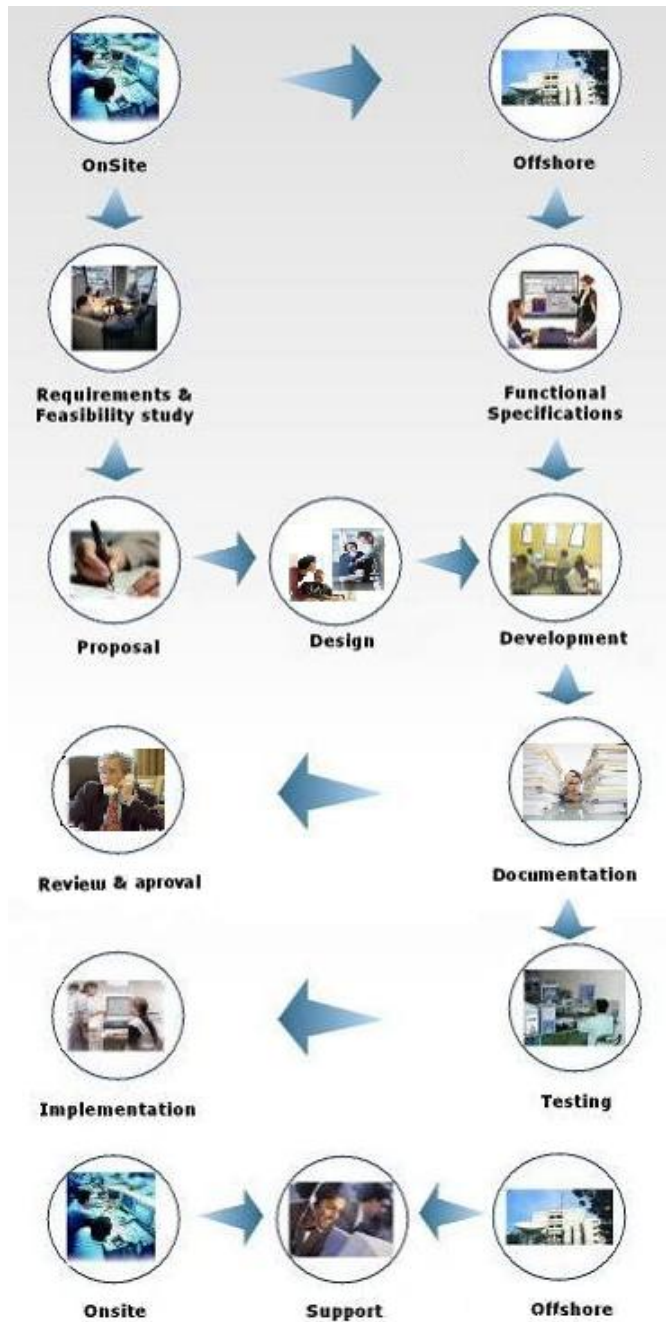 OnSite
Offshore
Requirements &
Feasibility study
Functional
Specifications
Proposal
Design
Development
Review & aproval
Documentation
Implementation
Testing
Onsite
Support
Offshore